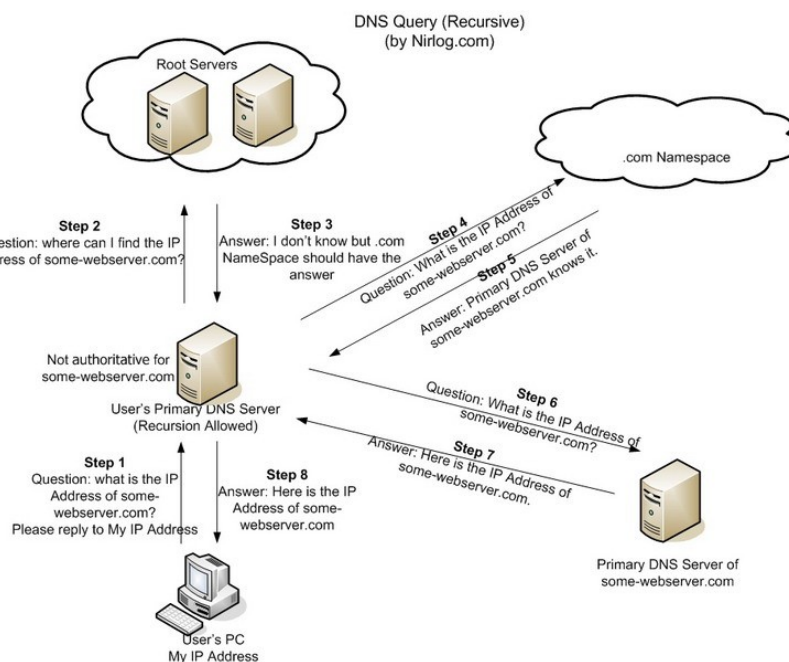 DNS Query (Recursive)
(by Nirlog.com)
Root Servers
.com Namespace
Step 2
estion: where can I find the IP
ress of some-webserver.com?
Step 3
Answer: I don't know but .com
NameSpace should have the
answer
Step 4
Question: What is the IP Address of
some-webserver.com?
Step 5
Answer: Primary DNS Server of
some-webserver.com knows it.
Not authoritative for
some-webserver.com
User's Primary DNS Server
(Recursion Allowed)
Step 6
Question: What is the IP Address of
some-webserver.com?
Step 7
Answer: Here is the IP Address of
some-webserver.com.
Step 1
Question: what is the IP
Address of some-
webserver.com?
Please reply to My IP Address
Step 8
Answer: Here is the IP
Address of some-
webserver.com
Primary DNS Server of
some-webserver.com
User's PC
My IP Address